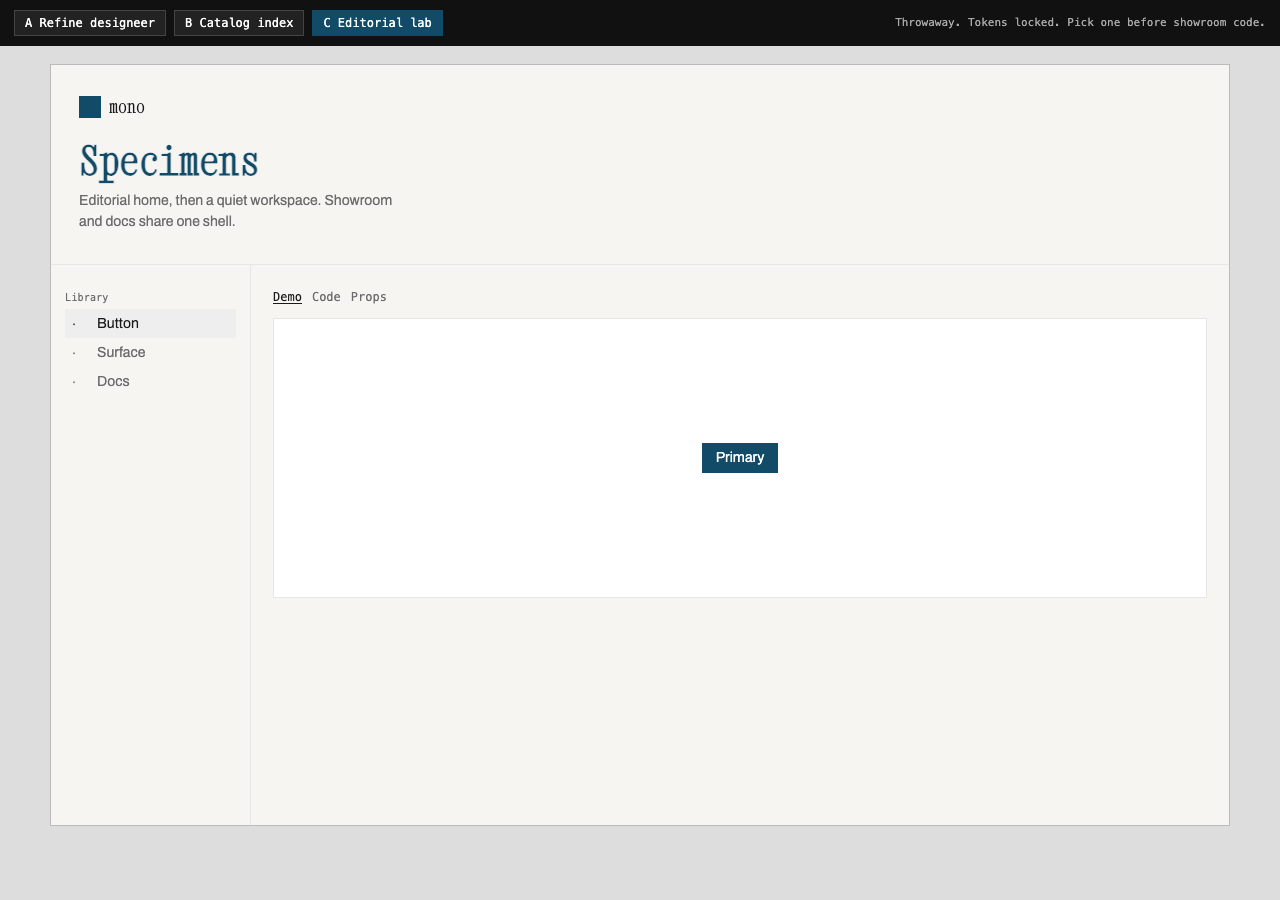 A Refine designeer
B Catalog index
C Editorial lab
Throwaway. Tokens locked. Pick one before showroom code.
mono
Specimens
Editorial home, then a quiet workspace. Showroom
and docs share one shell.
Library
· Button
· Surface
· Docs
Demo Code Props
Primary